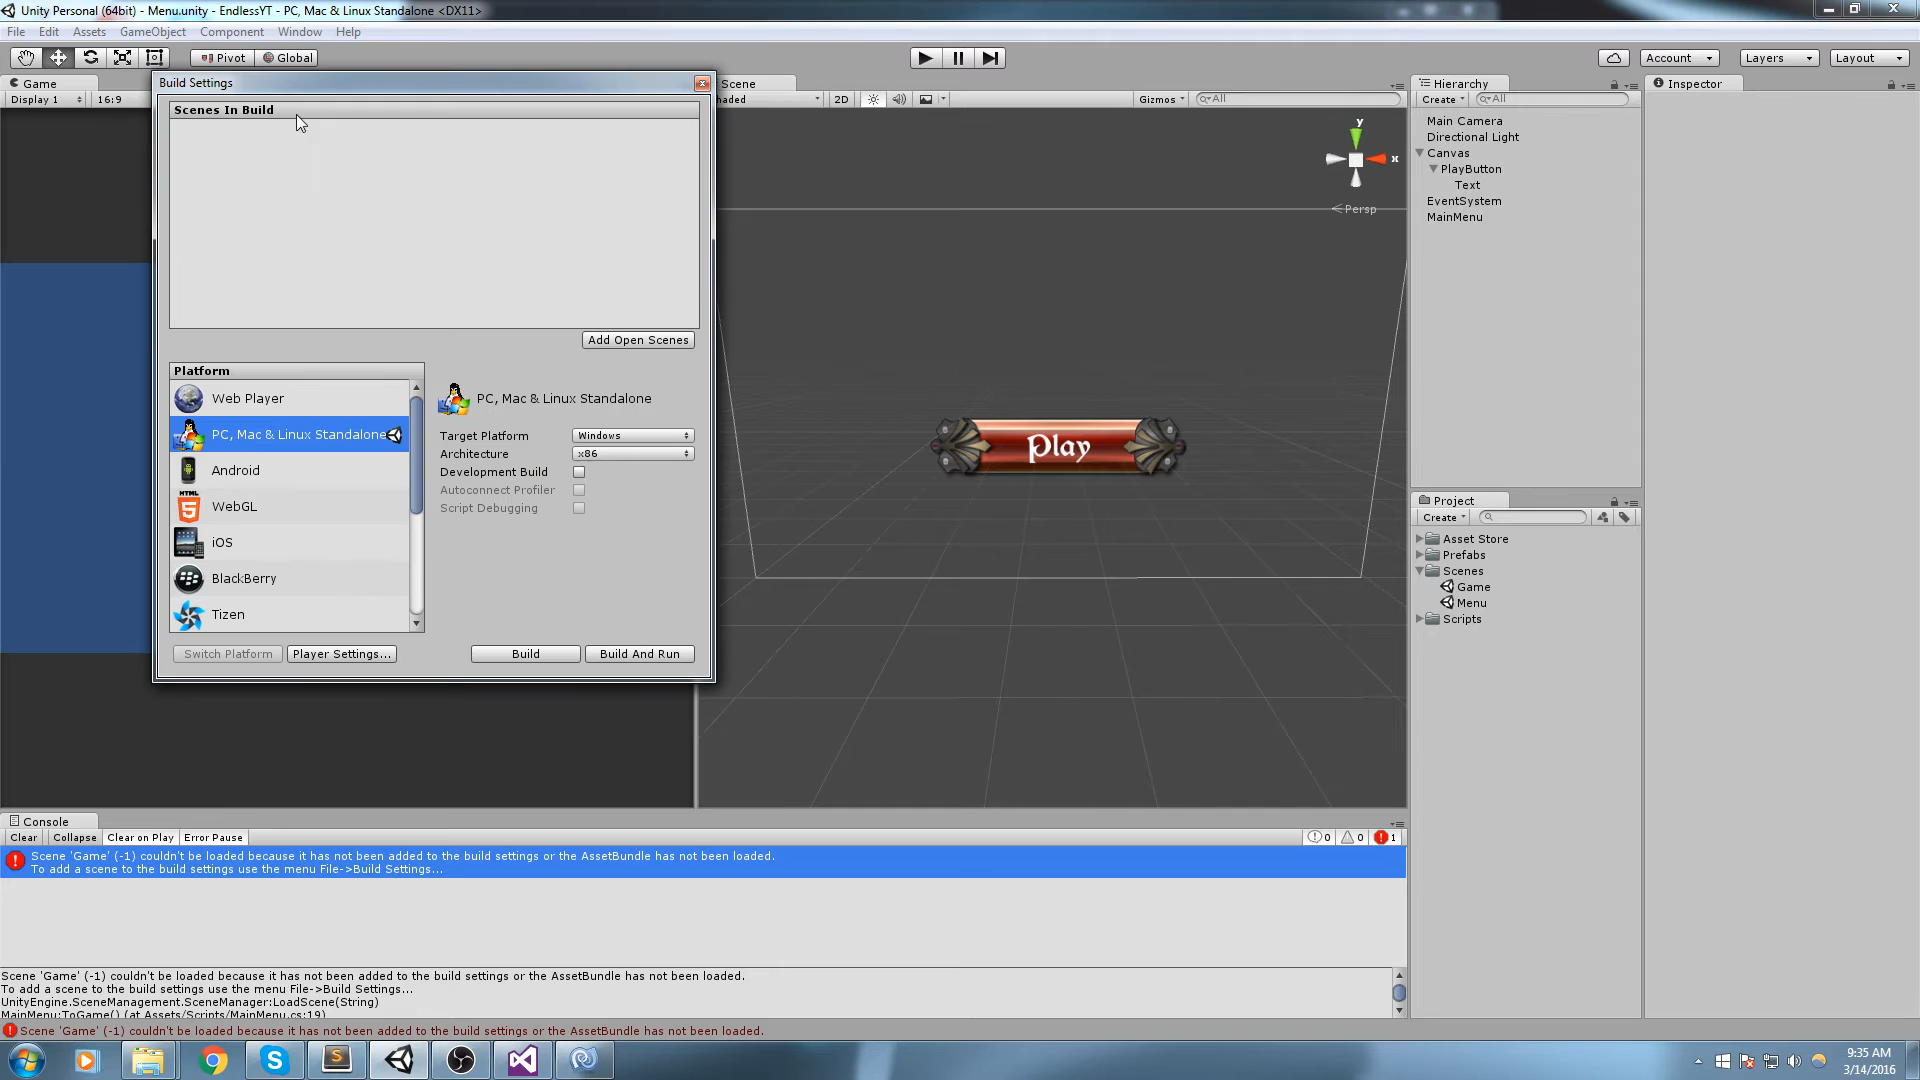 Unity Personal (64bit) - Menu.unity - EndlessYT - PC, Mac & Linux Standalone <DX11>
File Edit Assets GameObject Component Window Help
Pivot Global
Account Layers Layout
Game
Display 1 16:9
Build Settings
Scenes In Build
Add Open Scenes
Platform
Web Player
PC, Mac & Linux Standalone
Android
WebGL
iOS
BlackBerry
Tizen
PC, Mac & Linux Standalone
Target Platform Windows
Architecture x86
Development Build
Autoconnect Profiler
Script Debugging
Switch Platform Player Settings... Build Build And Run
Scene
haded 2D Gizmos All
y
x
Persp
Play
Hierarchy
Create All
Main Camera
Directional Light
Canvas
PlayButton
Text
EventSystem
MainMenu
Project
Create
Asset Store
Prefabs
Scenes
Game
Menu
Scripts
Inspector
Console
Clear Collapse Clear on Play Error Pause 0 0 1
Scene 'Game' (-1) couldn't be loaded because it has not been added to the build settings or the AssetBundle has not been loaded.
To add a scene to the build settings use the menu File->Build Settings...
Scene 'Game' (-1) couldn't be loaded because it has not been added to the build settings or the AssetBundle has not been loaded.
To add a scene to the build settings use the menu File->Build Settings...
UnityEngine.SceneManagement.SceneManager:LoadScene(String)
MainMenu:ToGame() (at Assets/Scripts/MainMenu.cs:19)
Scene 'Game' (-1) couldn't be loaded because it has not been added to the build settings or the AssetBundle has not been loaded.
9:35 AM
3/14/2016